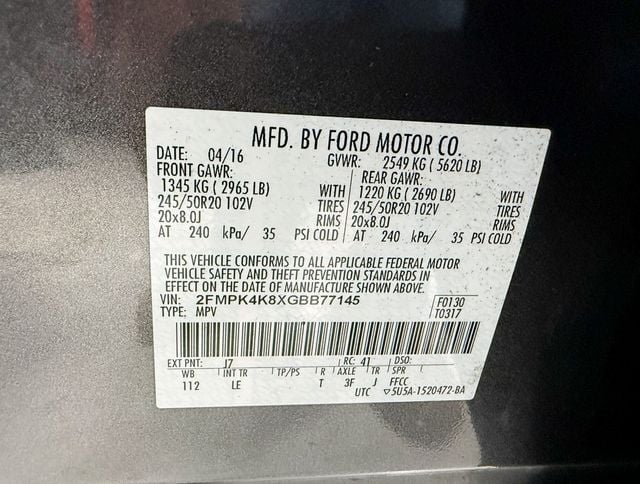 MFD. BY FORD MOTOR CO.
DATE: 04/16 GVWR: 2549 KG ( 5620 LB)
FRONT GAWR: REAR GAWR:
1345 KG ( 2965 LB) WITH 1220 KG ( 2690 LB) WITH
245/50R20 102V TIRES 245/50R20 102V TIRES
20x8.0J RIMS 20x8.0J RIMS
AT 240 kPa/ 35 PSI COLD AT 240 kPa/ 35 PSI COLD
THIS VEHICLE CONFORMS TO ALL APPLICABLE FEDERAL MOTOR
VEHICLE SAFETY AND THEFT PREVENTION STANDARDS IN
EFFECT ON THE DATE OF MANUFACTURE SHOWN ABOVE.
VIN: 2FMPK4K8XGBB77145 F0130
TYPE: MPV T0317
EXT PNT: J7 RC: 41 DSO:
WB INT TR TP/PS R AXLE TR SPR
112 LE T 3F J FFCC
UTC ▽5U5A-1520472-BA